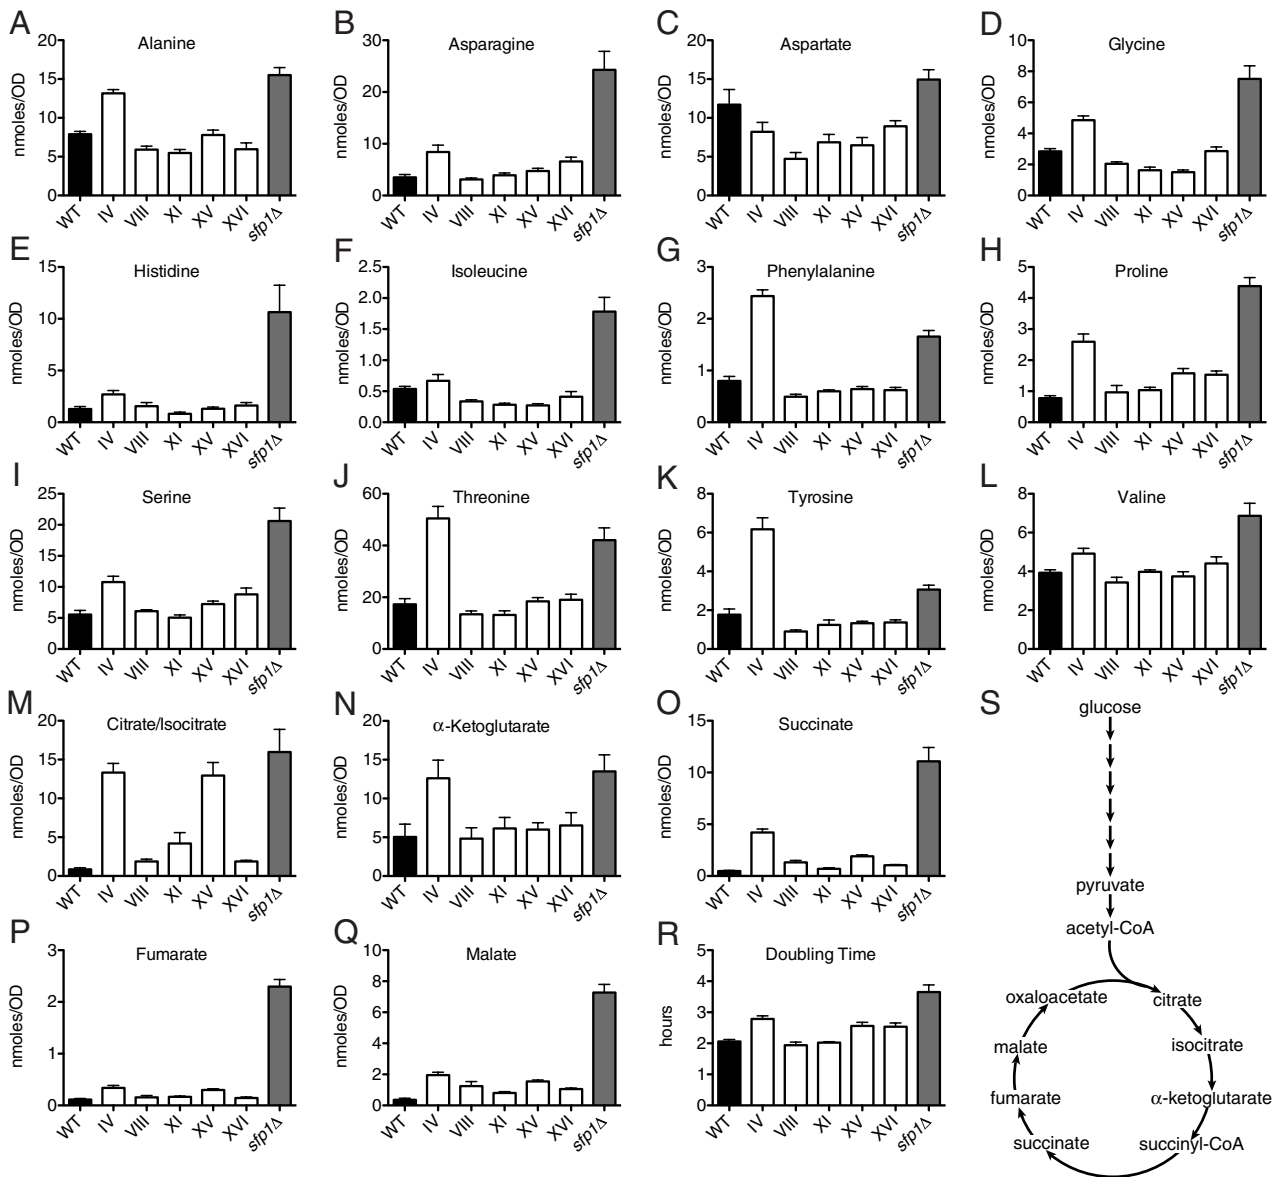 A
Alanine
nmoles/OD
20
15
10
5
0
WT IV VIII XI XV XVI sfp1Δ
B
Asparagine
nmoles/OD
30
20
10
0
WT IV VIII XI XV XVI sfp1Δ
C
Aspartate
nmoles/OD
20
15
10
5
0
WT IV VIII XI XV XVI sfp1Δ
D
Glycine
nmoles/OD
10
8
6
4
2
0
WT IV VIII XI XV XVI sfp1Δ
E
Histidine
nmoles/OD
15
10
5
0
WT IV VIII XI XV XVI sfp1Δ
F
Isoleucine
nmoles/OD
2.5
2.0
1.5
1.0
0.5
0.0
WT IV VIII XI XV XVI sfp1Δ
G
Phenylalanine
nmoles/OD
3
2
1
0
WT IV VIII XI XV XVI sfp1Δ
H
Proline
nmoles/OD
5
4
3
2
1
0
WT IV VIII XI XV XVI sfp1Δ
I
Serine
nmoles/OD
25
20
15
10
5
0
WT IV VIII XI XV XVI sfp1Δ
J
Threonine
nmoles/OD
60
40
20
0
WT IV VIII XI XV XVI sfp1Δ
K
Tyrosine
nmoles/OD
8
6
4
2
0
WT IV VIII XI XV XVI sfp1Δ
L
Valine
nmoles/OD
8
6
4
2
0
WT IV VIII XI XV XVI sfp1Δ
M
Citrate/Isocitrate
nmoles/OD
20
15
10
5
0
WT IV VIII XI XV XVI sfp1Δ
N
α-Ketoglutarate
nmoles/OD
20
15
10
5
0
WT IV VIII XI XV XVI sfp1Δ
O
Succinate
nmoles/OD
15
10
5
0
WT IV VIII XI XV XVI sfp1Δ
P
Fumarate
nmoles/OD
3
2
1
0
WT IV VIII XI XV XVI sfp1Δ
Q
Malate
nmoles/OD
10
8
6
4
2
0
WT IV VIII XI XV XVI sfp1Δ
R
Doubling Time
hours
5
4
3
2
1
0
WT IV VIII XI XV XVI sfp1Δ
S
glucose
pyruvate
acetyl-CoA
oxaloacetate
citrate
malate
isocitrate
fumarate
α-ketoglutarate
succinate
succinyl-CoA